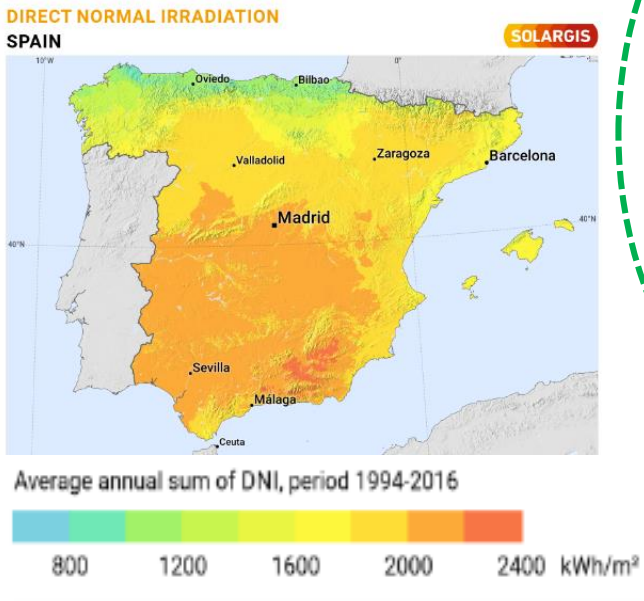 DIRECT NORMAL IRRADIATION
SPAIN
SOLARGIS
10°W
0°
Oviedo
Bilbao
Valladolid
Zaragoza
Barcelona
Madrid
40°N
40°N
Sevilla
Málaga
Ceuta
Average annual sum of DNI, period 1994-2016
800 1200 1600 2000 2400 kWh/m²